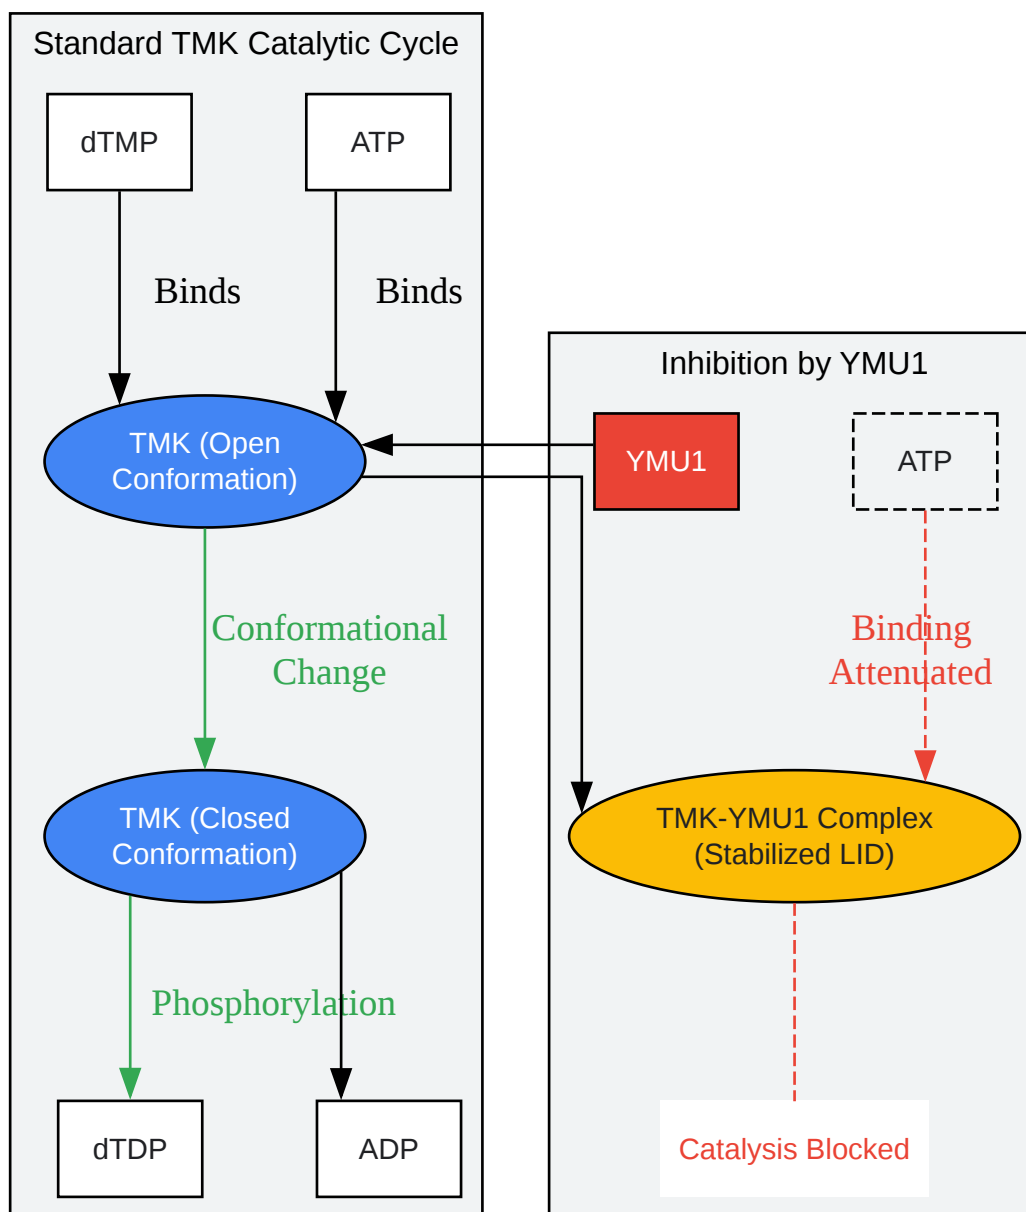 Standard TMK Catalytic Cycle
dTMP
ATP
Binds
Binds
TMK (Open
Conformation)
Conformational
Change
TMK (Closed
Conformation)
Phosphorylation
dTDP
ADP
Inhibition by YMU1
YMU1
ATP
Binding
Attenuated
TMK-YMU1 Complex
(Stabilized LID)
Catalysis Blocked